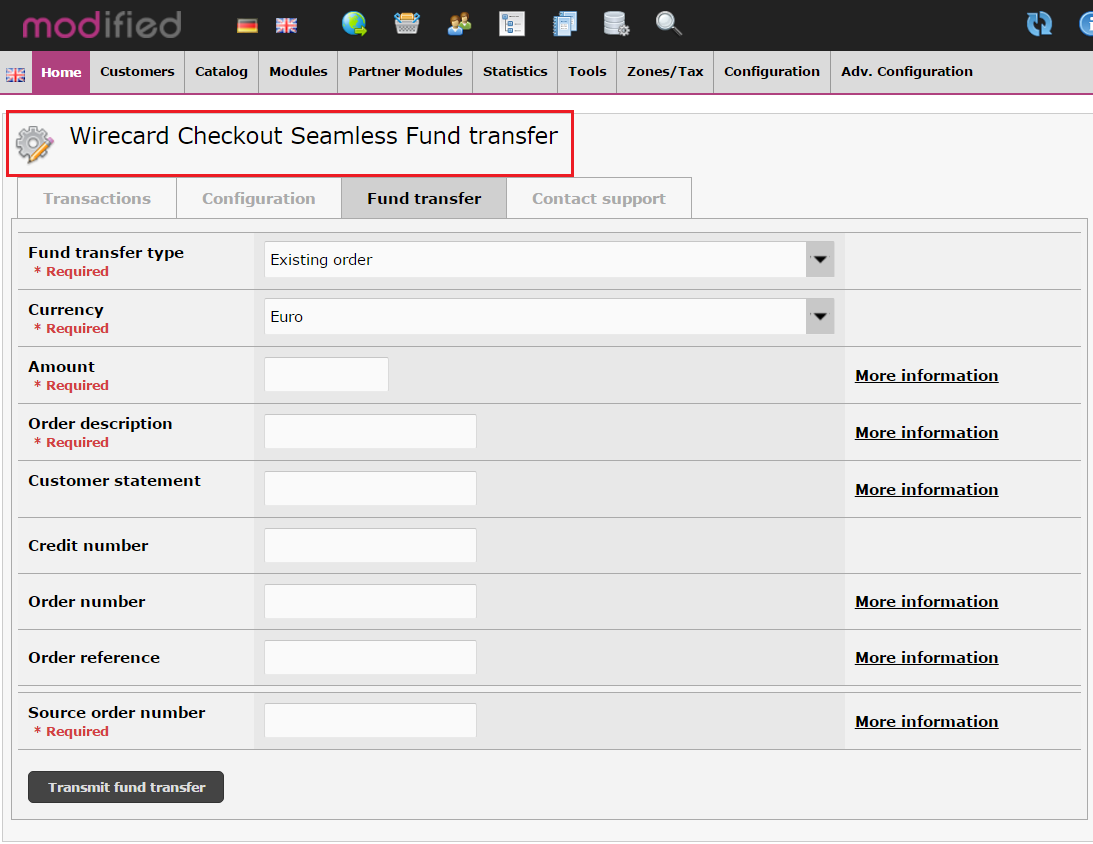 modified
Home Customers Catalog Modules Partner Modules Statistics Tools Zones/Tax Configuration Adv. Configuration
Wirecard Checkout Seamless Fund transfer
Transactions Configuration Fund transfer Contact support
Fund transfer type
* Required
Existing order
Currency
* Required
Euro
Amount
* Required
More information
Order description
* Required
More information
Customer statement
More information
Credit number
Order number
More information
Order reference
More information
Source order number
* Required
More information
Transmit fund transfer